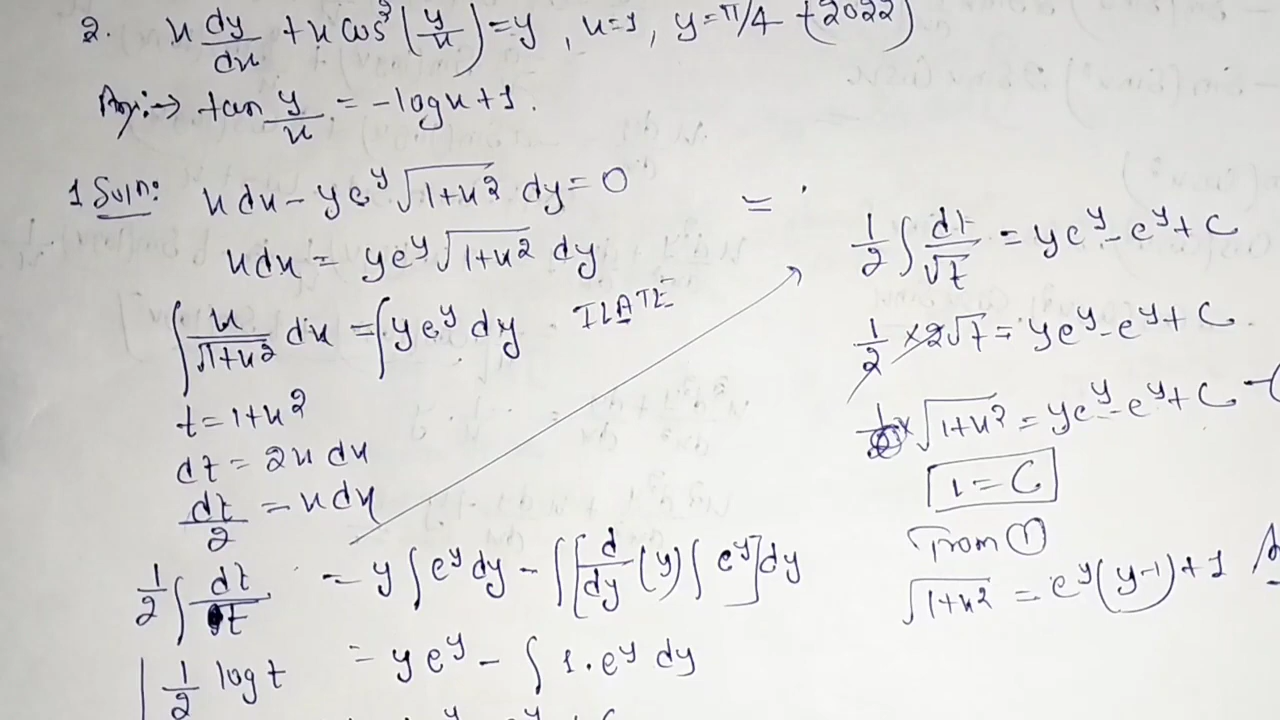 2. x dy/dx + x cos²(y/x) = y , x=1, y=π/4 (2022)
Ans:→ tan y/x = -logx+1.
1 Soln: x dx - y e^y √(1+x²) dy = 0
x dx = y e^y √(1+x²) dy
∫ x/√(1+x²) dx = ∫ y e^y dy ILATE
t = 1+x²
dt = 2x dx
dt/2 = x dx
1/2 ∫ dt/t = y ∫ e^y dy - ∫[d/dy (y) ∫ e^y] dy
1/2 log t = y e^y - ∫ 1. e^y dy
=
1/2 ∫ dt/√t = y e^y - e^y + C
1/2 × 2√t = y e^y - e^y + C
√(1+x²) = y e^y - e^y + C
1 = C
From ①
√(1+x²) = e^y (y-1) + 1